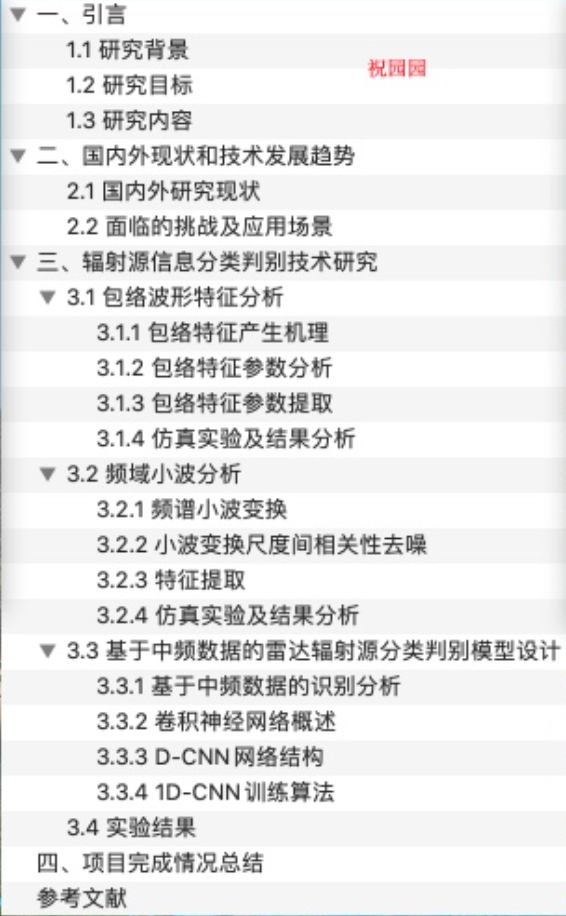 一、引言
1.1 研究背景
祝园园
1.2 研究目标
1.3 研究内容
二、国内外现状和技术发展趋势
2.1 国内外研究现状
2.2 面临的挑战及应用场景
三、辐射源信息分类判别技术研究
3.1 包络波形特征分析
3.1.1 包络特征产生机理
3.1.2 包络特征参数分析
3.1.3 包络特征参数提取
3.1.4 仿真实验及结果分析
3.2 频域小波分析
3.2.1 频谱小波变换
3.2.2 小波变换尺度间相关性去噪
3.2.3 特征提取
3.2.4 仿真实验及结果分析
3.3 基于中频数据的雷达辐射源分类判别模型设计
3.3.1 基于中频数据的识别分析
3.3.2 卷积神经网络概述
3.3.3 D-CNN网络结构
3.3.4 1D-CNN训练算法
3.4 实验结果
四、项目完成情况总结
参考文献